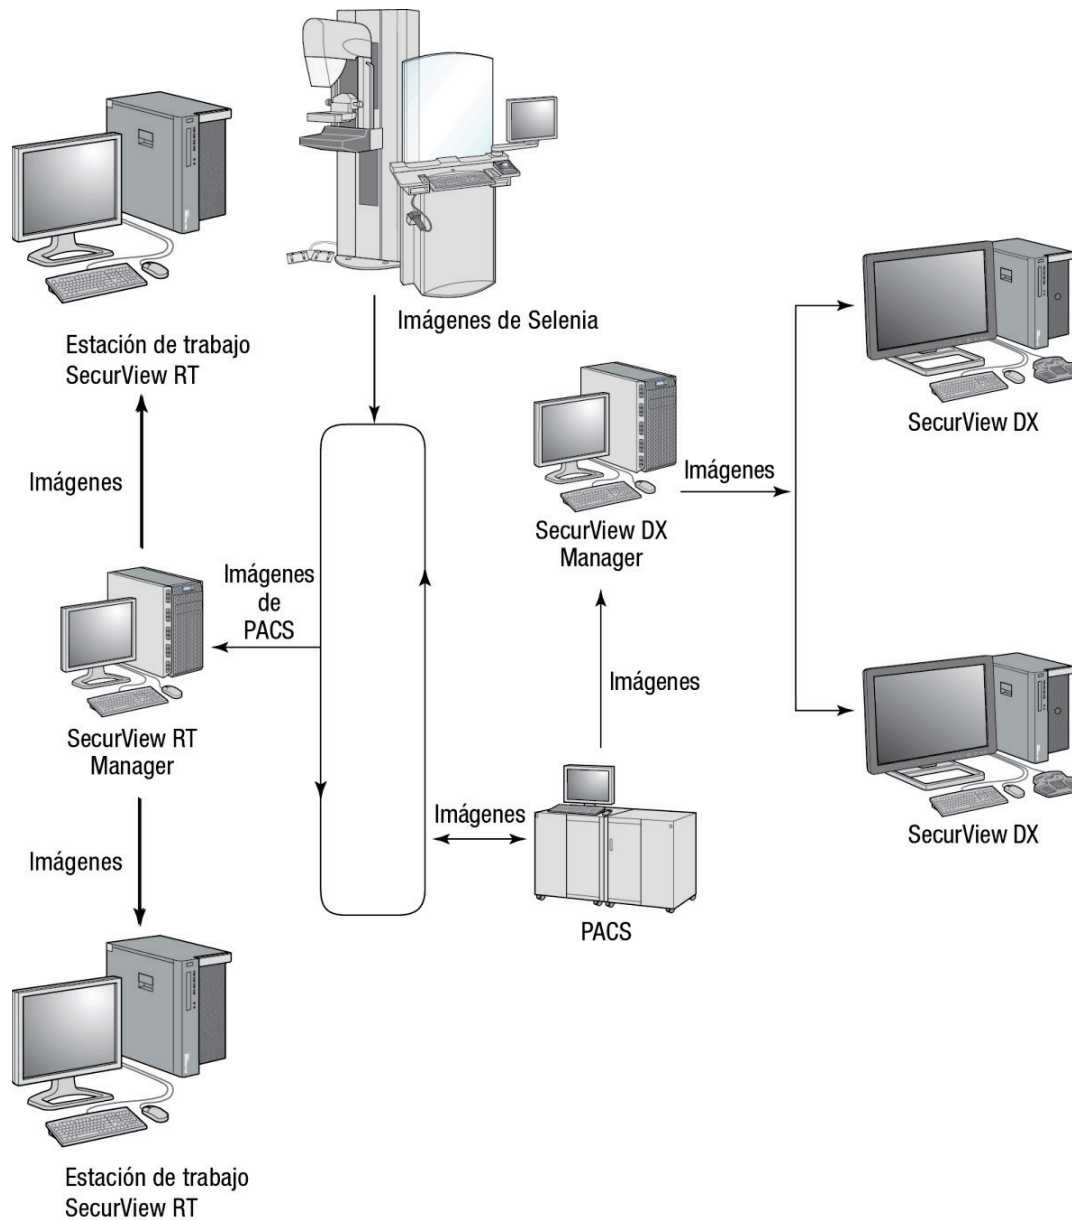 Imágenes de Selenia
Estación de trabajo
SecurView RT
SecurView DX
Imágenes
Imágenes
SecurView DX
Manager
Imágenes
de
PACS
Imágenes
SecurView RT
Manager
Imágenes
SecurView DX
Imágenes
PACS
Estación de trabajo
SecurView RT